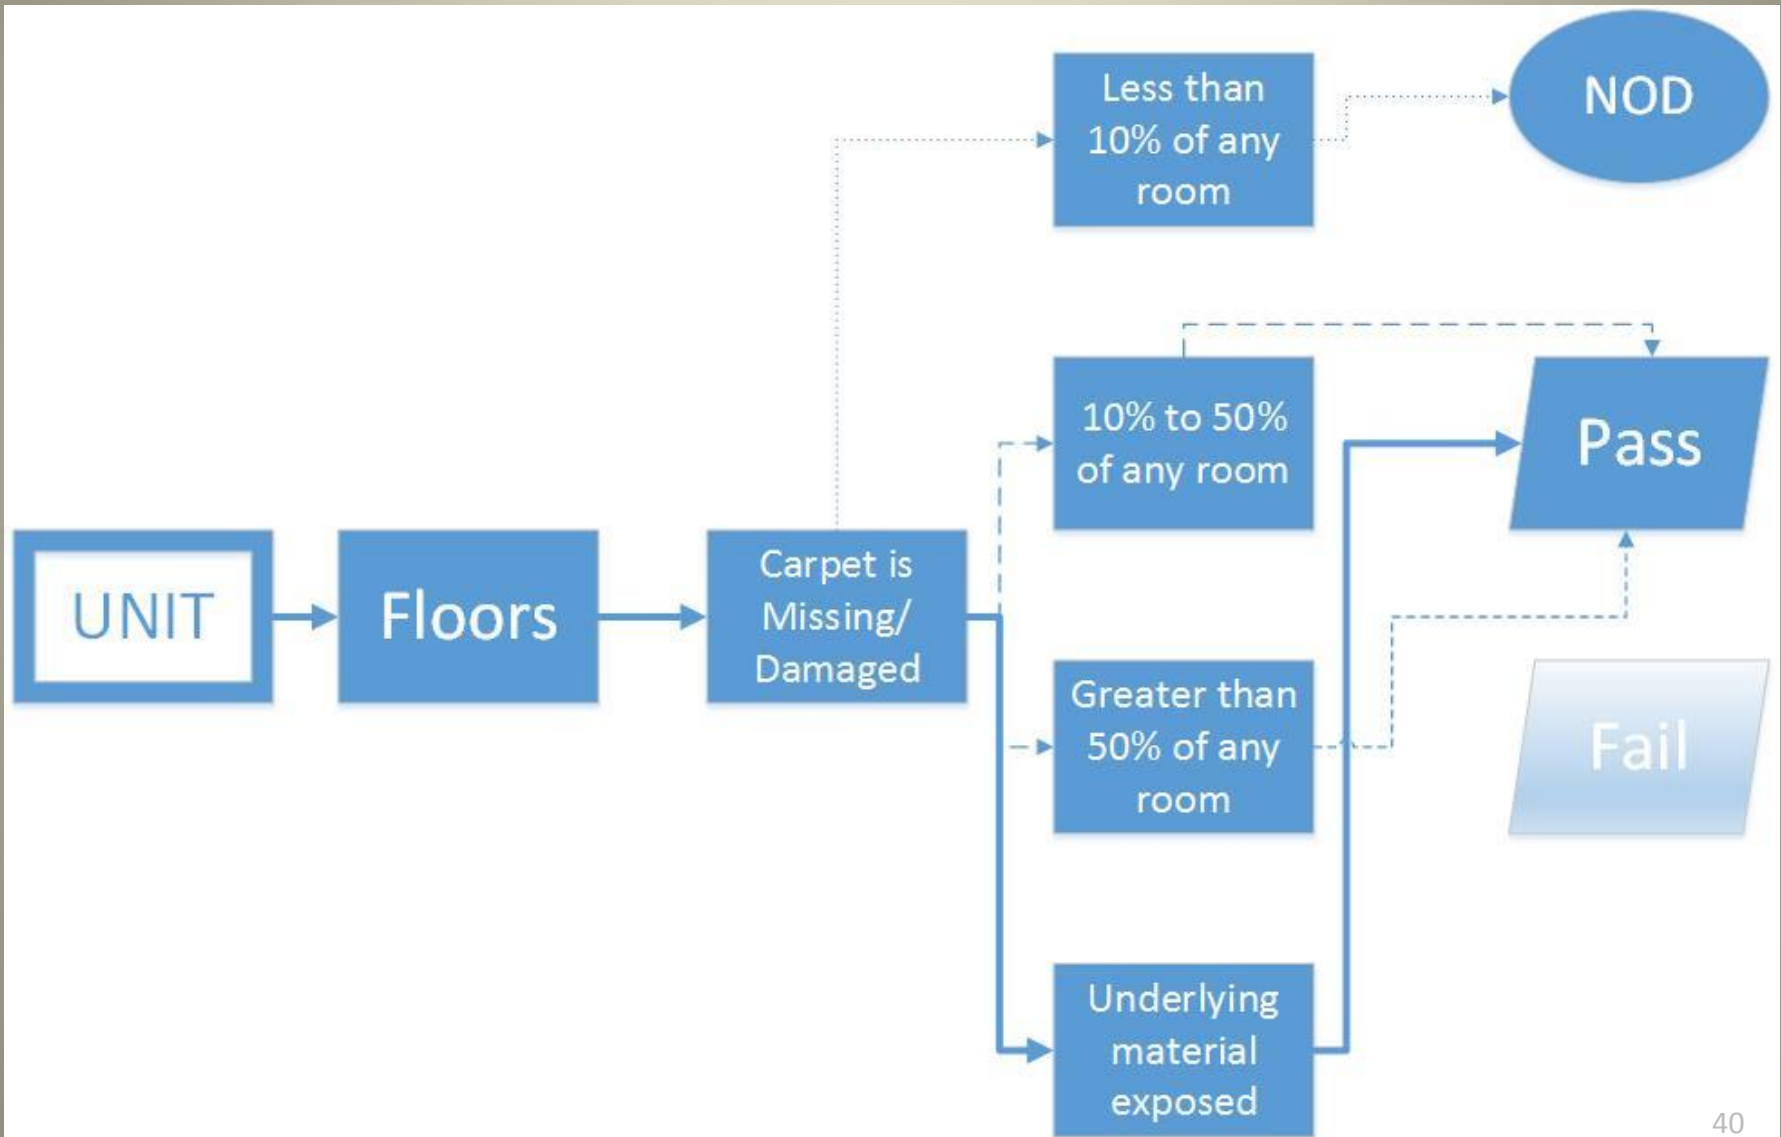 UNIT
Floors
Carpet is
Missing/
Damaged
Less than
10% of any
room
NOD
10% to 50%
of any room
Pass
Greater than
50% of any
room
Fail
Underlying
material
exposed
40